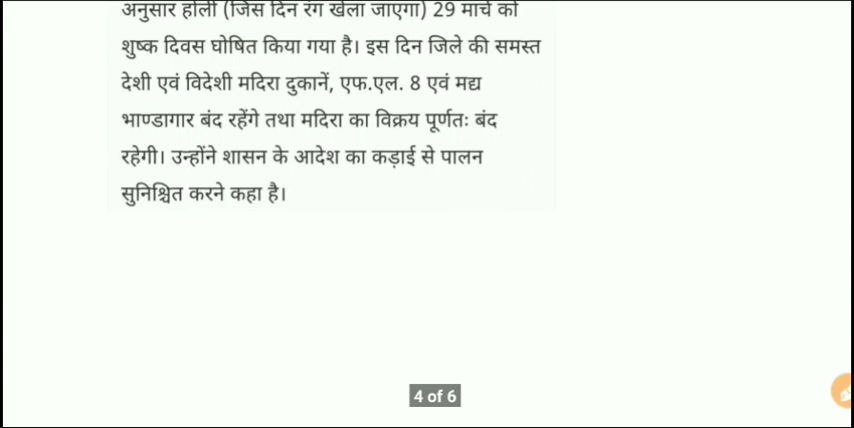 अनुसार होली (जिस दिन रंग खेला जाएगा) 29 मार्च को
शुष्क दिवस घोषित किया गया है। इस दिन जिले की समस्त
देशी एवं विदेशी मदिरा दुकानें, एफ.एल. 8 एवं मद्य
भाण्डागार बंद रहेंगे तथा मदिरा का विक्रय पूर्णतः बंद
रहेगी। उन्होंने शासन के आदेश का कड़ाई से पालन
सुनिश्चित करने कहा है।
4 of 6